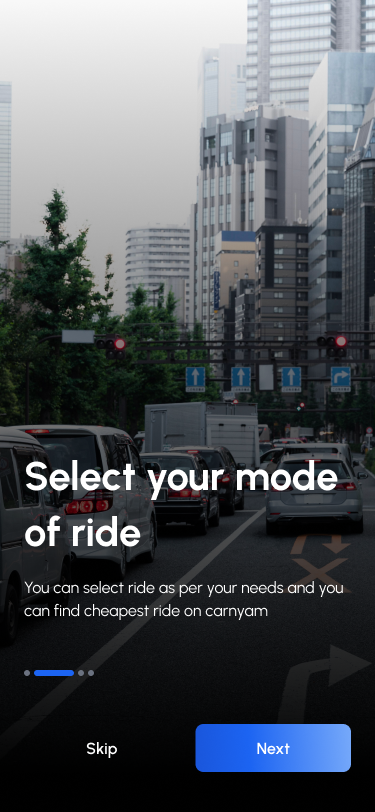 Select your mode
of ride
You can select ride as per your needs and you
can find cheapest ride on carnyam
Skip
Next